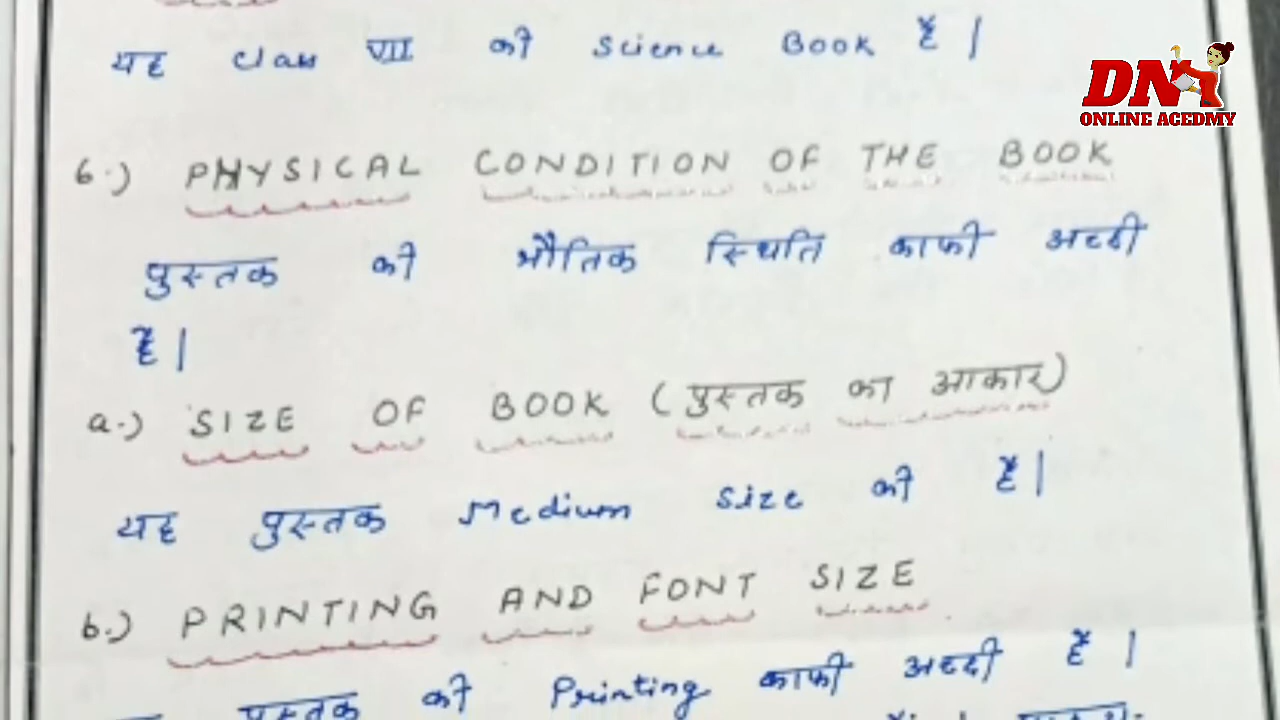 यह Class VII की Science Book है |
DNA
ONLINE ACEDMY
6.) PHYSICAL CONDITION OF THE BOOK
पुस्तक की भौतिक स्थिति काफी अच्छी
है |
a.) SIZE OF BOOK (पुस्तक का आकार)
यह पुस्तक Medium Size की है |
b.) PRINTING AND FONT SIZE
पुस्तक की Printing काफी अच्छी है |